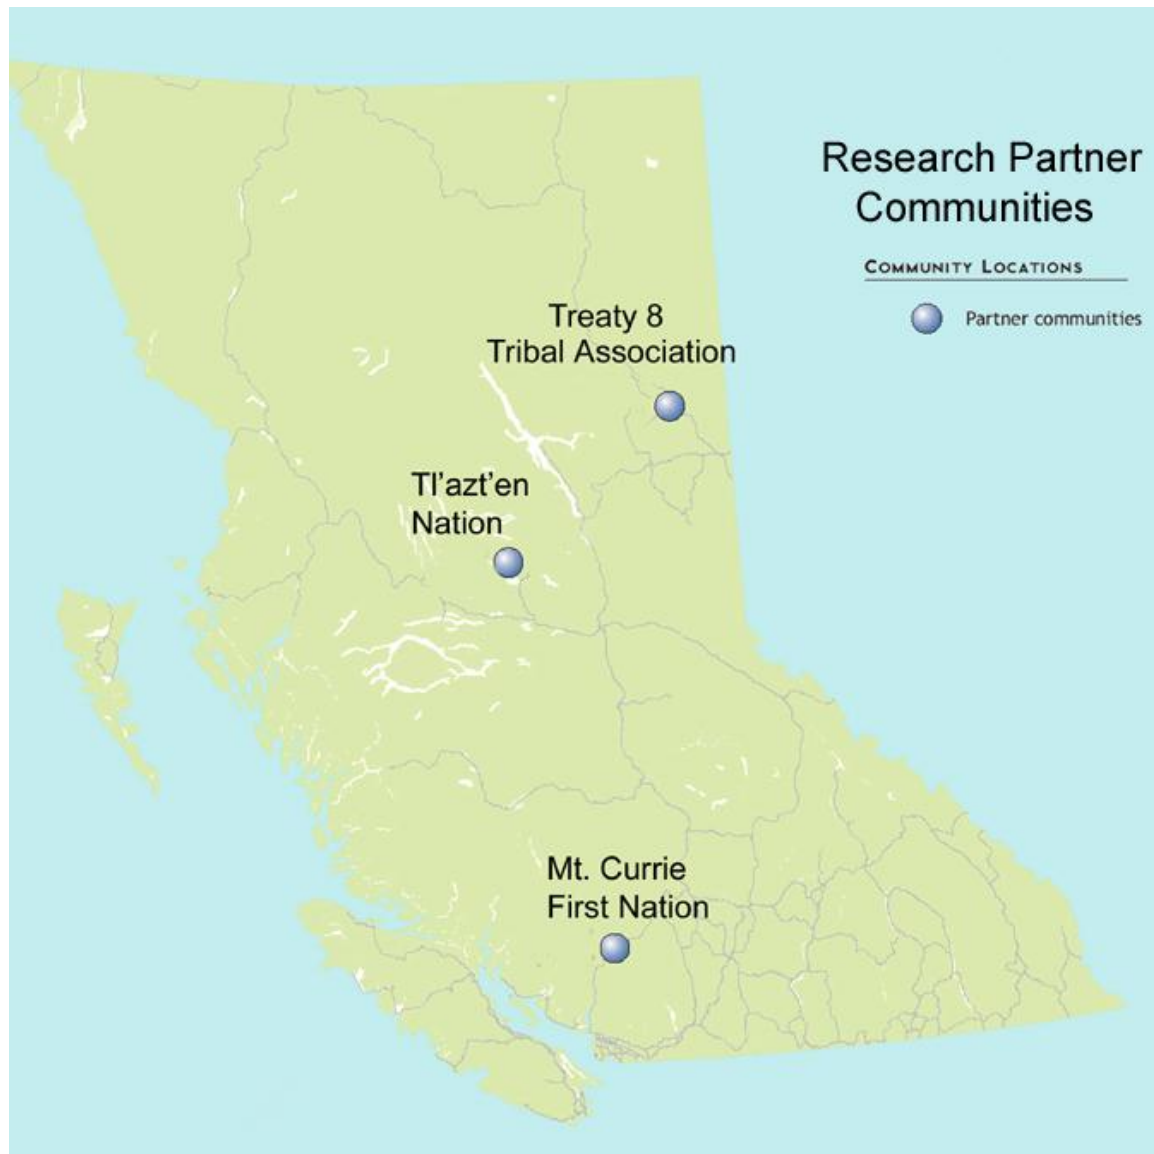 Research Partner
Communities
COMMUNITY LOCATIONS
Partner communities
Treaty 8
Tribal Association
Tl’azt’en
Nation
Mt. Currie
First Nation